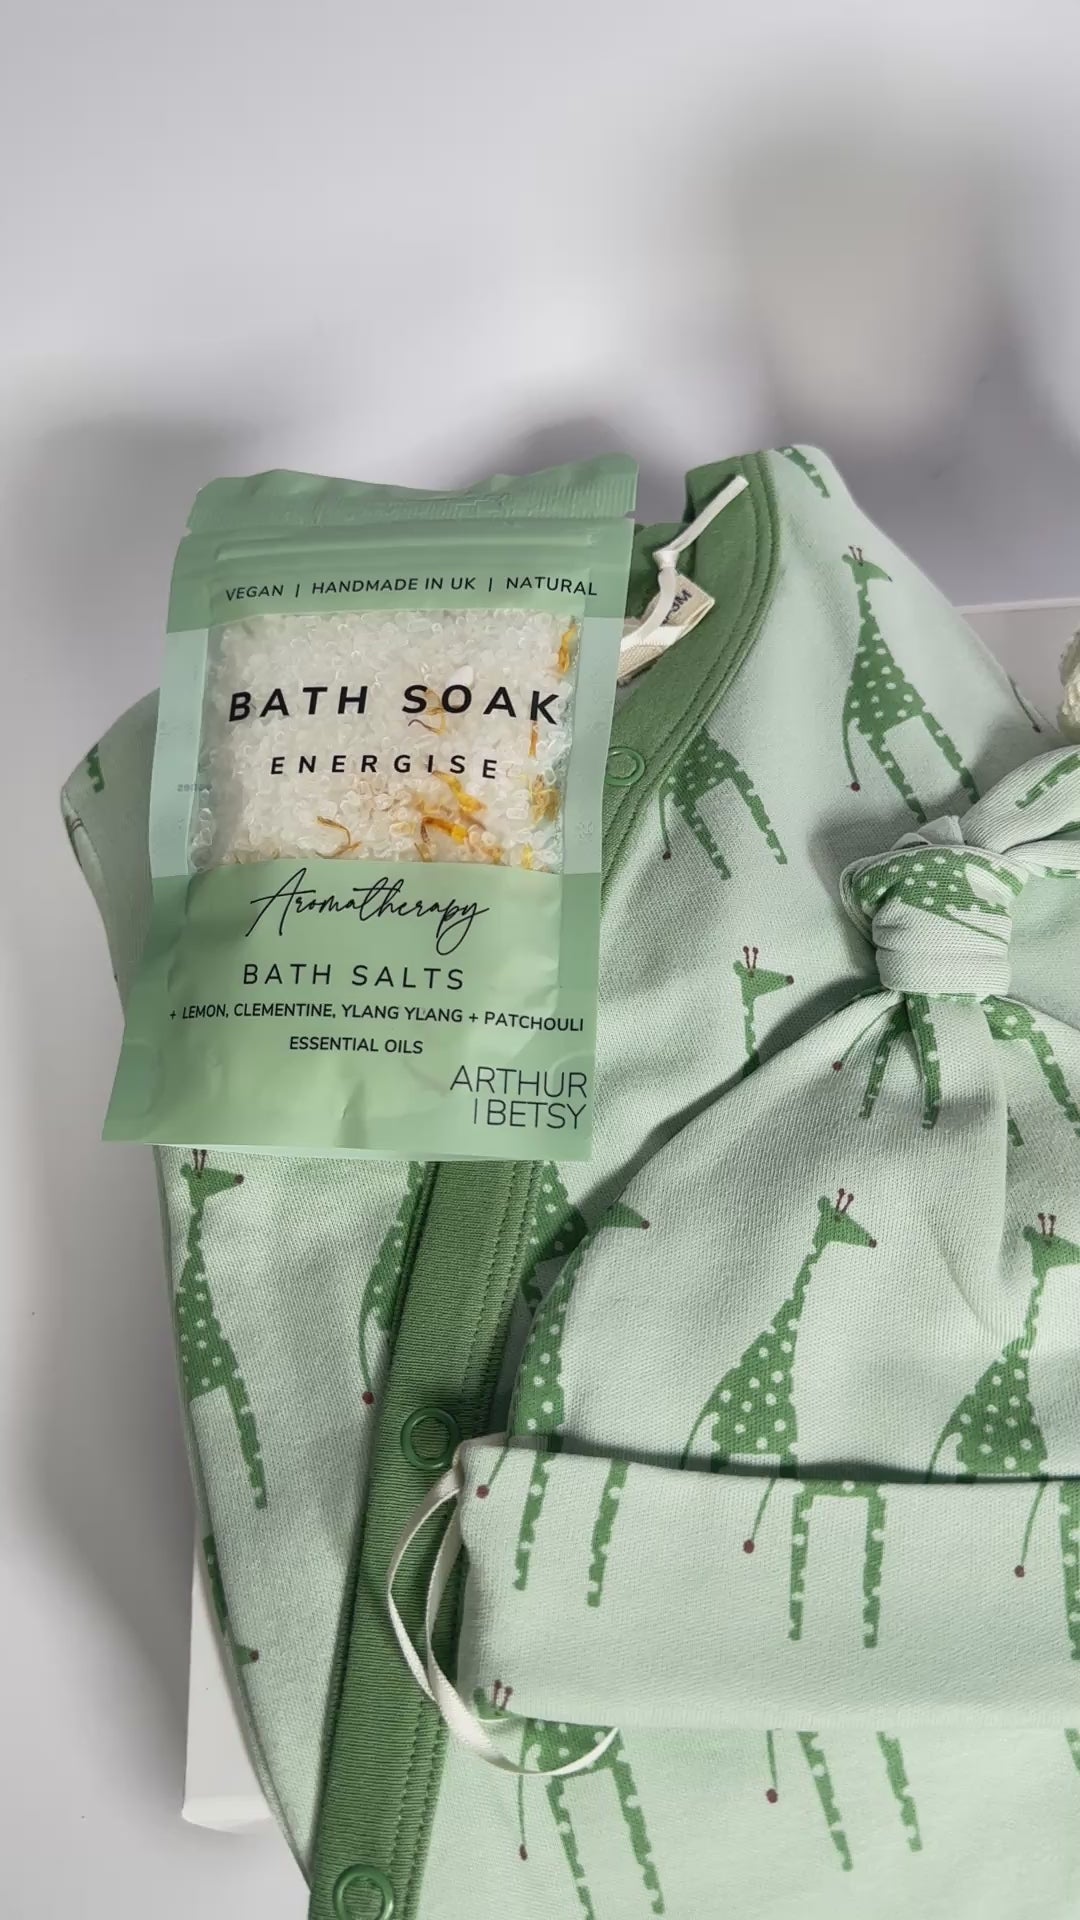 VEGAN | HANDMADE IN UK | NATURAL
BATH SOAK
ENERGISE
Aromatherapy
BATH SALTS
+ LEMON, CLEMENTINE, YLANG YLANG + PATCHOULI
ESSENTIAL OILS
ARTHUR
| BETSY